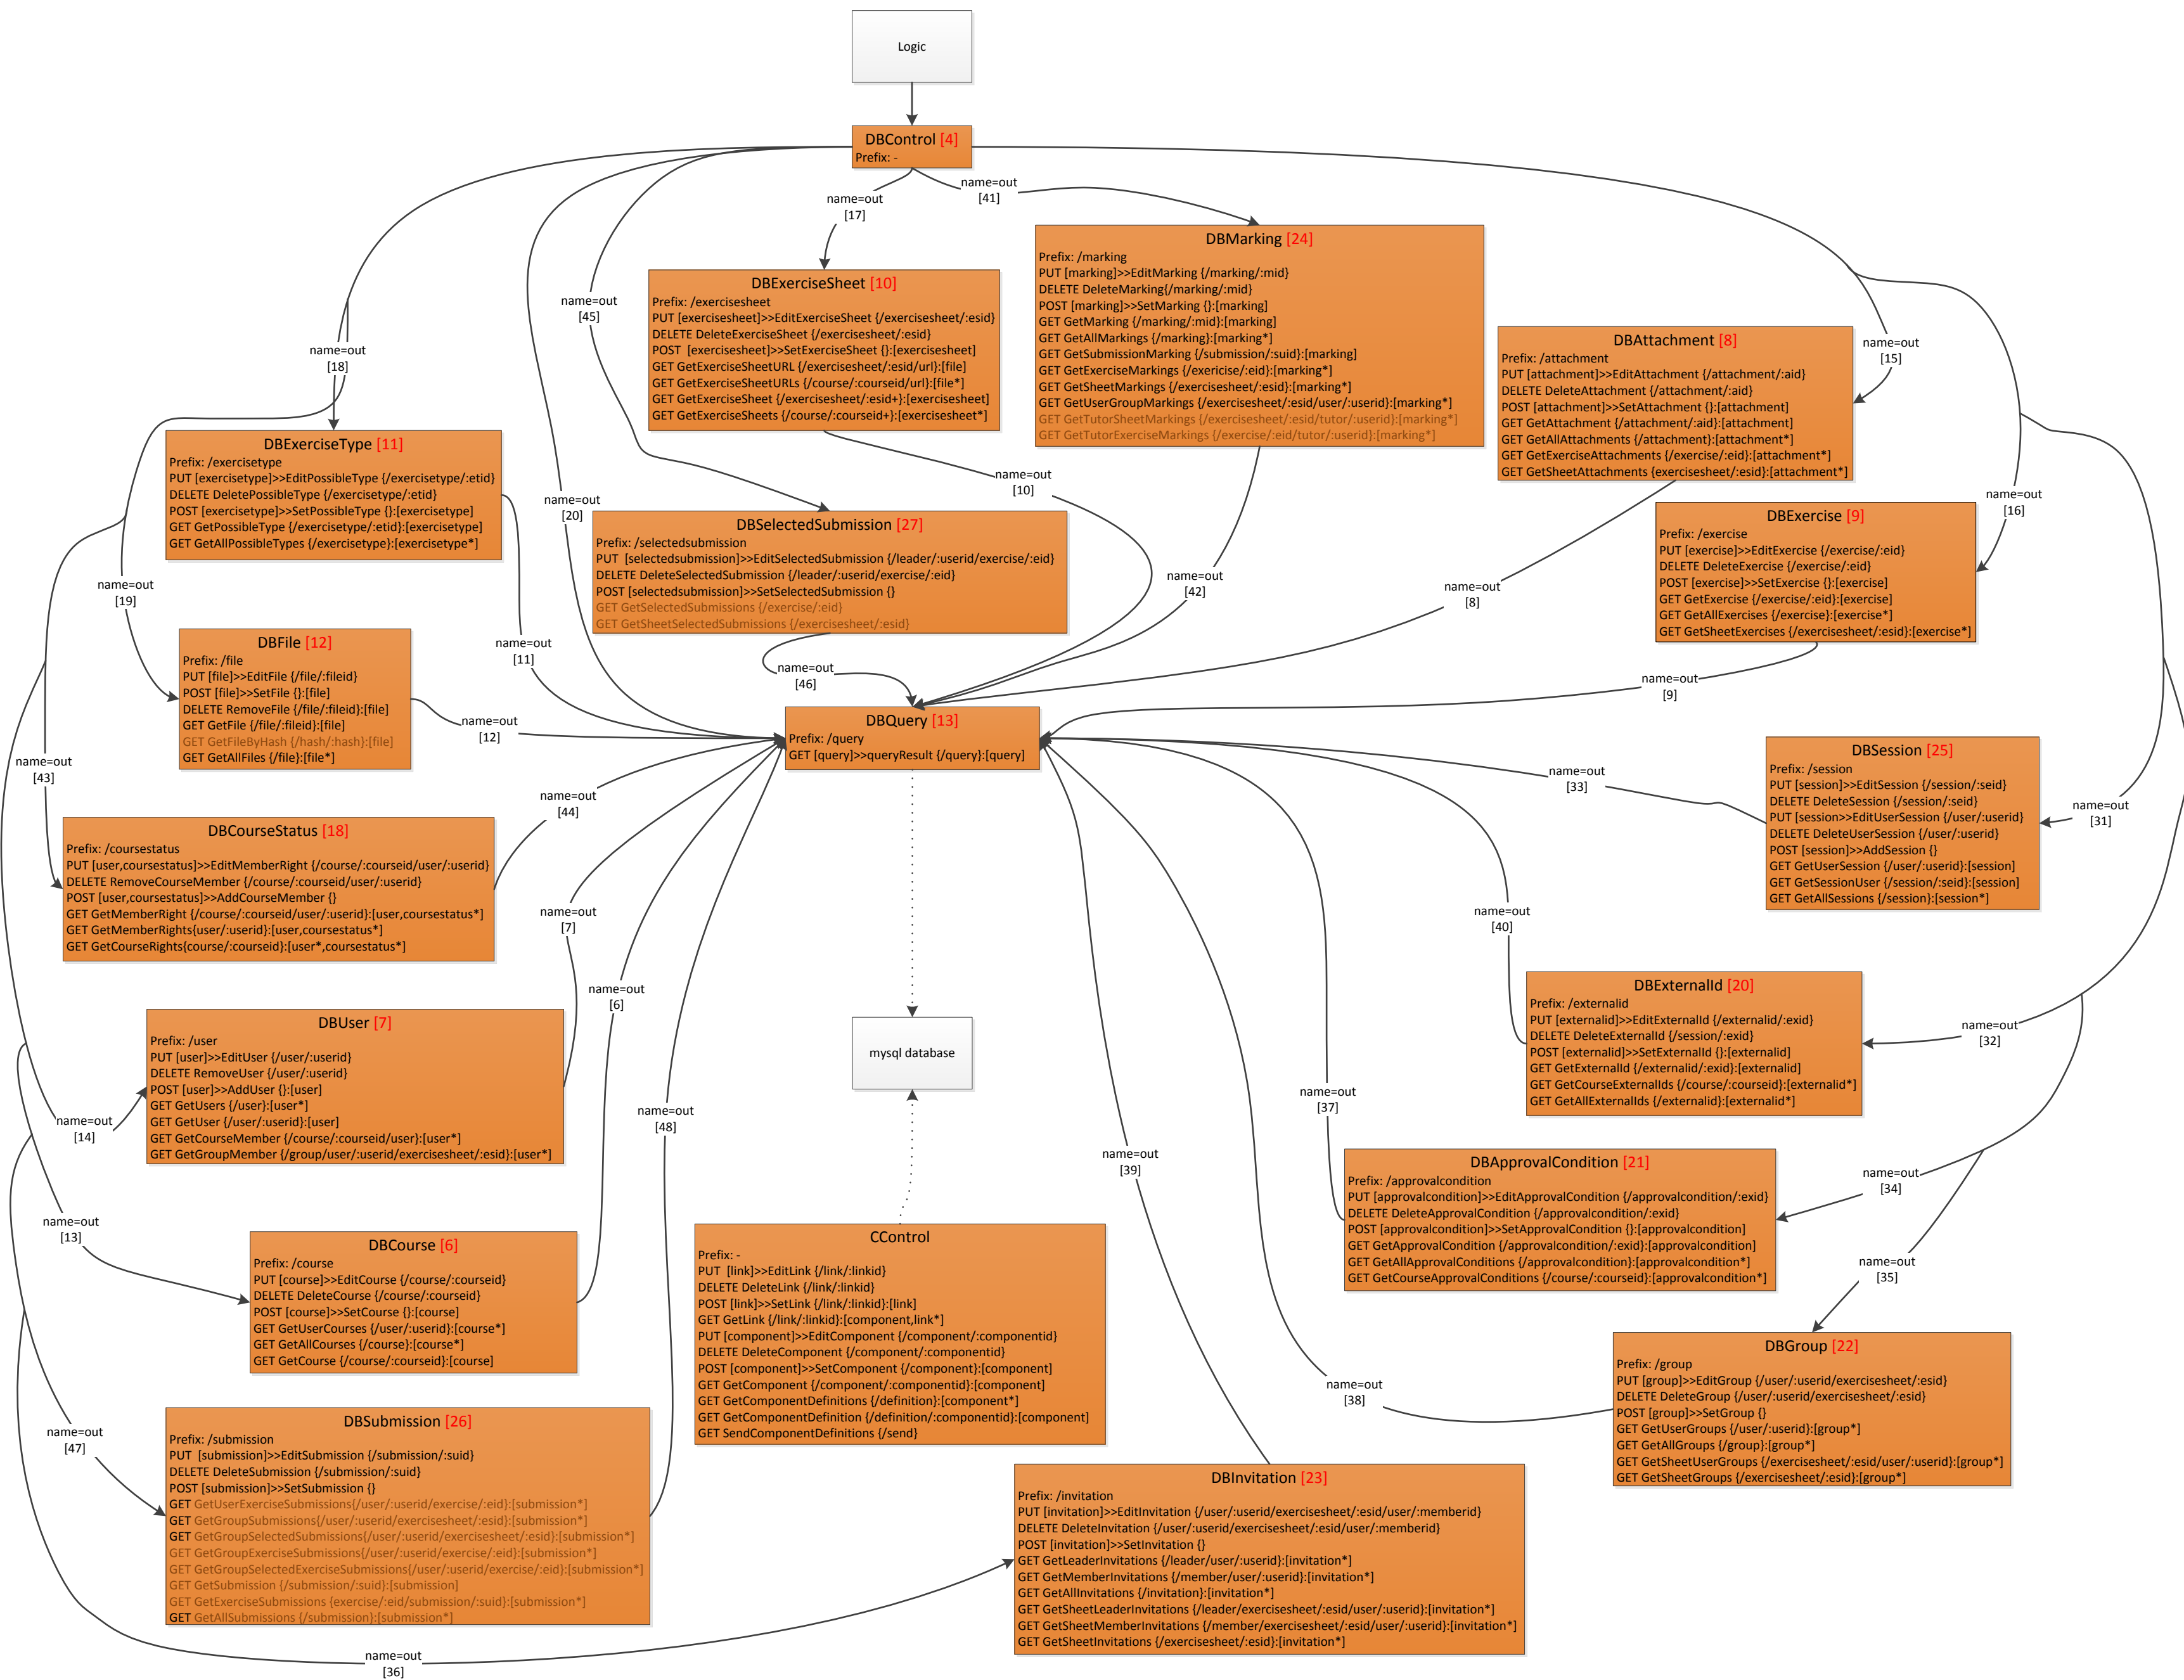 Logic
DBControl [4]
Prefix: -
name=out
[18]
name=out
[20]
name=out
[45]
name=out
[17]
name=out
[41]
name=out
[15]
name=out
[16]
DBExerciseSheet [10]
Prefix: /exercisesheet
PUT [exercisesheet]>>EditExerciseSheet {/exercisesheet/:esid}
DELETE DeleteExerciseSheet {/exercisesheet/:esid}
POST  [exercisesheet]>>SetExerciseSheet {}:[exercisesheet]
GET GetExerciseSheetURL {/exercisesheet/:esid/url}:[file]
GET GetExerciseSheetURLs {/course/:courseid/url}:[file*]
GET GetExerciseSheet {/exercisesheet/:esid+}:[exercisesheet]
GET GetExerciseSheets {/course/:courseid+}:[exercisesheet*]
name=out
[10]
DBMarking [24]
Prefix: /marking
PUT [marking]>>EditMarking {/marking/:mid}
DELETE DeleteMarking{/marking/:mid}
POST [marking]>>SetMarking {}:[marking]
GET GetMarking {/marking/:mid}:[marking]
GET GetAllMarkings {/marking}:[marking*]
GET GetSubmissionMarking {/submission/:suid}:[marking]
GET GetExerciseMarkings {/exericise/:eid}:[marking*]
GET GetSheetMarkings {/exercisesheet/:esid}:[marking*]
GET GetUserGroupMarkings {/exercisesheet/:esid/user/:userid}:[marking*]
GET GetTutorSheetMarkings {/exercisesheet/:esid/tutor/:userid}:[marking*]
GET GetTutorExerciseMarkings {/exercise/:eid/tutor/:userid}:[marking*]
name=out
[42]
DBAttachment [8]
Prefix: /attachment
PUT [attachment]>>EditAttachment {/attachment/:aid}
DELETE DeleteAttachment {/attachment/:aid}
POST [attachment]>>SetAttachment {}:[attachment]
GET GetAttachment {/attachment/:aid}:[attachment]
GET GetAllAttachments {/attachment}:[attachment*]
GET GetExerciseAttachments {/exercise/:eid}:[attachment*]
GET GetSheetAttachments {exercisesheet/:esid}:[attachment*]
name=out
[8]
DBExerciseType [11]
Prefix: /exercisetype
PUT [exercisetype]>>EditPossibleType {/exercisetype/:etid}
DELETE DeletePossibleType {/exercisetype/:etid}
POST [exercisetype]>>SetPossibleType {}:[exercisetype]
GET GetPossibleType {/exercisetype/:etid}:[exercisetype]
GET GetAllPossibleTypes {/exercisetype}:[exercisetype*]
name=out
[11]
DBSelectedSubmission [27]
Prefix: /selectedsubmission
PUT  [selectedsubmission]>>EditSelectedSubmission {/leader/:userid/exercise/:eid}
DELETE DeleteSelectedSubmission {/leader/:userid/exercise/:eid}
POST [selectedsubmission]>>SetSelectedSubmission {}
GET GetSelectedSubmissions {/exercise/:eid}
GET GetSheetSelectedSubmissions {/exercisesheet/:esid}
name=out
[46]
DBExercise [9]
Prefix: /exercise
PUT [exercise]>>EditExercise {/exercise/:eid}
DELETE DeleteExercise {/exercise/:eid}
POST [exercise]>>SetExercise {}:[exercise]
GET GetExercise {/exercise/:eid}:[exercise]
GET GetAllExercises {/exercise}:[exercise*]
GET GetSheetExercises {/exercisesheet/:esid}:[exercise*]
name=out
[9]
name=out
[19]
DBFile [12]
Prefix: /file
PUT [file]>>EditFile {/file/:fileid}
POST [file]>>SetFile {}:[file]
DELETE RemoveFile {/file/:fileid}:[file]
GET GetFile {/file/:fileid}:[file]
GET GetFileByHash {/hash/:hash}:[file]
GET GetAllFiles {/file}:[file*]
name=out
[12]
DBQuery [13]
Prefix: /query
GET [query]>>queryResult {/query}:[query]
name=out
[33]
DBSession [25]
Prefix: /session
PUT [session]>>EditSession {/session/:seid}
DELETE DeleteSession {/session/:seid}
PUT [session>>EditUserSession {/user/:userid}
DELETE DeleteUserSession {/user/:userid}
POST [session]>>AddSession {}
GET GetUserSession {/user/:userid}:[session]
GET GetSessionUser {/session/:seid}:[session]
GET GetAllSessions {/session}:[session*]
name=out
[31]
name=out
[43]
name=out
[44]
DBCourseStatus [18]
Prefix: /coursestatus
PUT [user,coursestatus]>>EditMemberRight {/course/:courseid/user/:userid}
DELETE RemoveCourseMember {/course/:courseid/user/:userid}
POST [user,coursestatus]>>AddCourseMember {}
GET GetMemberRight {/course/:courseid/user/:userid}:[user,coursestatus*]
GET GetMemberRights{user/:userid}:[user,coursestatus*]
GET GetCourseRights{course/:courseid}:[user*,coursestatus*]
name=out
[7]
name=out
[40]
name=out
[6]
DBExternalId [20]
Prefix: /externalid
PUT [externalid]>>EditExternalId {/externalid/:exid}
DELETE DeleteExternalId {/session/:exid}
POST [externalid]>>SetExternalId {}:[externalid]
GET GetExternalId {/externalid/:exid}:[externalid]
GET GetCourseExternalIds {/course/:courseid}:[externalid*]
GET GetAllExternalIds {/externalid}:[externalid*]
name=out
[32]
DBUser [7]
Prefix: /user
PUT [user]>>EditUser {/user/:userid}
DELETE RemoveUser {/user/:userid}
POST [user]>>AddUser {}:[user]
GET GetUsers {/user}:[user*]
GET GetUser {/user/:userid}:[user]
GET GetCourseMember {/course/:courseid/user}:[user*]
GET GetGroupMember {/group/user/:userid/exercisesheet/:esid}:[user*]
mysql database
name=out
[14]
name=out
[48]
name=out
[37]
name=out
[39]
DBApprovalCondition [21]
Prefix: /approvalcondition
PUT [approvalcondition]>>EditApprovalCondition {/approvalcondition/:exid}
DELETE DeleteApprovalCondition {/approvalcondition/:exid}
POST [approvalcondition]>>SetApprovalCondition {}:[approvalcondition]
GET GetApprovalCondition {/approvalcondition/:exid}:[approvalcondition]
GET GetAllApprovalConditions {/approvalcondition}:[approvalcondition*]
GET GetCourseApprovalConditions {/course/:courseid}:[approvalcondition*]
name=out
[34]
name=out
[13]
DBCourse [6]
Prefix: /course
PUT [course]>>EditCourse {/course/:courseid}
DELETE DeleteCourse {/course/:courseid}
POST [course]>>SetCourse {}:[course]
GET GetUserCourses {/user/:userid}:[course*]
GET GetAllCourses {/course}:[course*]
GET GetCourse {/course/:courseid}:[course]
CControl
Prefix: -
PUT  [link]>>EditLink {/link/:linkid}
DELETE DeleteLink {/link/:linkid}
POST [link]>>SetLink {/link/:linkid}:[link]
GET GetLink {/link/:linkid}:[component,link*]
PUT [component]>>EditComponent {/component/:componentid}
DELETE DeleteComponent {/component/:componentid}
POST [component]>>SetComponent {/component}:[component]
GET GetComponent {/component/:componentid}:[component]
GET GetComponentDefinitions {/definition}:[component*]
GET GetComponentDefinition {/definition/:componentid}:[component]
GET SendComponentDefinitions {/send}
name=out
[35]
name=out
[38]
DBGroup [22]
Prefix: /group
PUT [group]>>EditGroup {/user/:userid/exercisesheet/:esid}
DELETE DeleteGroup {/user/:userid/exercisesheet/:esid}
POST [group]>>SetGroup {}
GET GetUserGroups {/user/:userid}:[group*]
GET GetAllGroups {/group}:[group*]
GET GetSheetUserGroups {/exercisesheet/:esid/user/:userid}:[group*]
GET GetSheetGroups {/exercisesheet/:esid}:[group*]
name=out
[47]
DBSubmission [26]
Prefix: /submission
PUT  [submission]>>EditSubmission {/submission/:suid}
DELETE DeleteSubmission {/submission/:suid}
POST [submission]>>SetSubmission {}
GET GetUserExerciseSubmissions{/user/:userid/exercise/:eid}:[submission*]
GET GetGroupSubmissions{/user/:userid/exercisesheet/:esid}:[submission*]
GET GetGroupSelectedSubmissions{/user/:userid/exercisesheet/:esid}:[submission*]
GET GetGroupExerciseSubmissions{/user/:userid/exercise/:eid}:[submission*]
GET GetGroupSelectedExerciseSubmissions{/user/:userid/exercise/:eid}:[submission*]
GET GetSubmission {/submission/:suid}:[submission]
GET GetExerciseSubmissions {exercise/:eid/submission/:suid}:[submission*]
GET GetAllSubmissions {/submission}:[submission*]
DBInvitation [23]
Prefix: /invitation
PUT [invitation]>>EditInvitation {/user/:userid/exercisesheet/:esid/user/:memberid}
DELETE DeleteInvitation {/user/:userid/exercisesheet/:esid/user/:memberid}
POST [invitation]>>SetInvitation {}
GET GetLeaderInvitations {/leader/user/:userid}:[invitation*]
GET GetMemberInvitations {/member/user/:userid}:[invitation*]
GET GetAllInvitations {/invitation}:[invitation*]
GET GetSheetLeaderInvitations {/leader/exercisesheet/:esid/user/:userid}:[invitation*]
GET GetSheetMemberInvitations {/member/exercisesheet/:esid/user/:userid}:[invitation*]
GET GetSheetInvitations {/exercisesheet/:esid}:[invitation*]
name=out
[36]